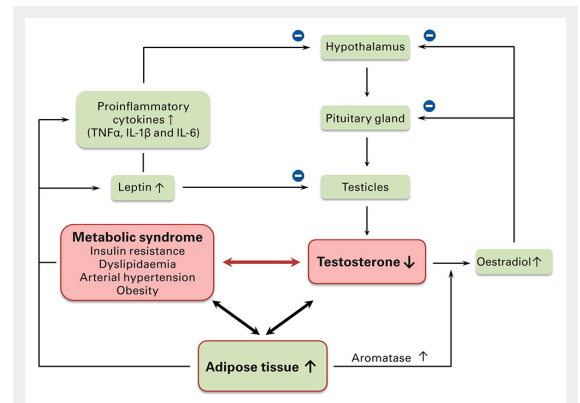 Hypothalamus
Proinflammatory
cytokines ↑
(TNFα, IL-1β and IL-6)
Pituitary gland
Leptin ↑
Testicles
Metabolic syndrome
Insulin resistance
Dyslipidaemia
Arterial hypertension
Obesity
Testosterone ↓
Oestradiol ↑
Adipose tissue ↑
Aromatase ↑